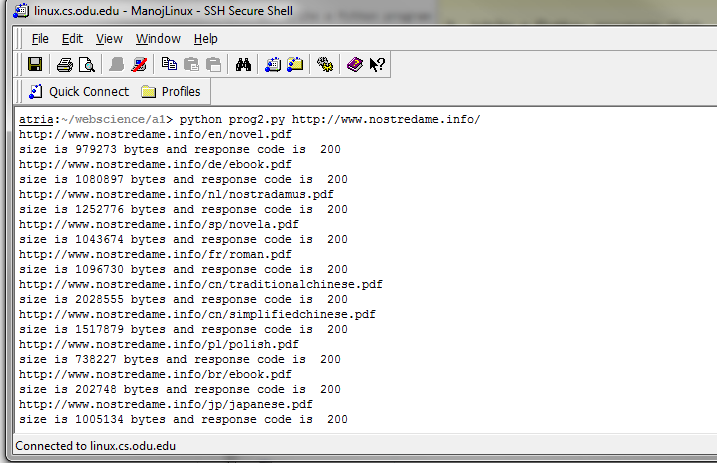 linux.cs.odu.edu - ManojLinux - SSH Secure Shell
File Edit View Window Help
Quick Connect Profiles
atria:~/webscience/a1> python prog2.py http://www.nostredame.info/
http://www.nostredame.info/en/novel.pdf
size is 979273 bytes and response code is  200
http://www.nostredame.info/de/ebook.pdf
size is 1080897 bytes and response code is  200
http://www.nostredame.info/nl/nostradamus.pdf
size is 1252776 bytes and response code is  200
http://www.nostredame.info/sp/novela.pdf
size is 1043674 bytes and response code is  200
http://www.nostredame.info/fr/roman.pdf
size is 1096730 bytes and response code is  200
http://www.nostredame.info/cn/traditionalchinese.pdf
size is 2028555 bytes and response code is  200
http://www.nostredame.info/cn/simplifiedchinese.pdf
size is 1517879 bytes and response code is  200
http://www.nostredame.info/pl/polish.pdf
size is 738227 bytes and response code is  200
http://www.nostredame.info/br/ebook.pdf
size is 202748 bytes and response code is  200
http://www.nostredame.info/jp/japanese.pdf
size is 1005134 bytes and response code is  200
Connected to linux.cs.odu.edu